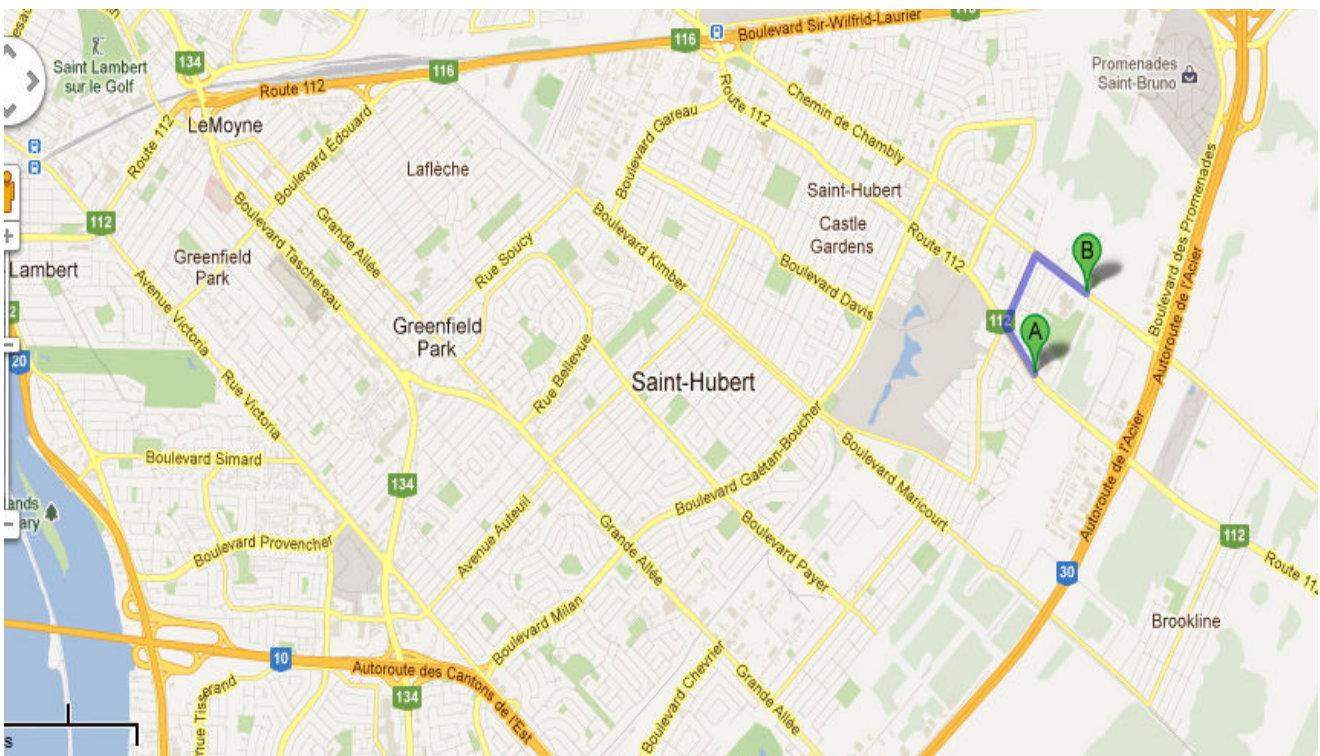 116
Boulevard Sir-Wilfrid-Laurier
116
134
Saint Lambert
sur le Golf
Promenades
Saint-Bruno
116
Route 112
LeMoyne
Route 112
Route 112
Chemin de Chambly
Boulevard Gareau
Boulevard Édouard
Laflèche
Saint-Hubert
Castle
Gardens
Boulevard des Promenades
Boulevard Taschereau
Grande Allée
Boulevard Kimber
Rue Soucy
Route 112
112
Greenfield
Park
Lambert
Avenue Victoria
Boulevard Davis
B
Autoroute de l'Acier
112
A
Greenfield
Park
20
Rue Victoria
Rue Bellevue
Saint-Hubert
Boulevard Gaétan-Boucher
Boulevard Maricourt
Autoroute de l'Acier
Boulevard Simard
134
Avenue Auteuil
Boulevard Provencher
Grande Allée
Boulevard Payer
112
Route 11
30
Brookline
Boulevard Milan
10
Autoroute des Cantons de l'Est
134
Boulevard Chevrier
Grande Allée
s